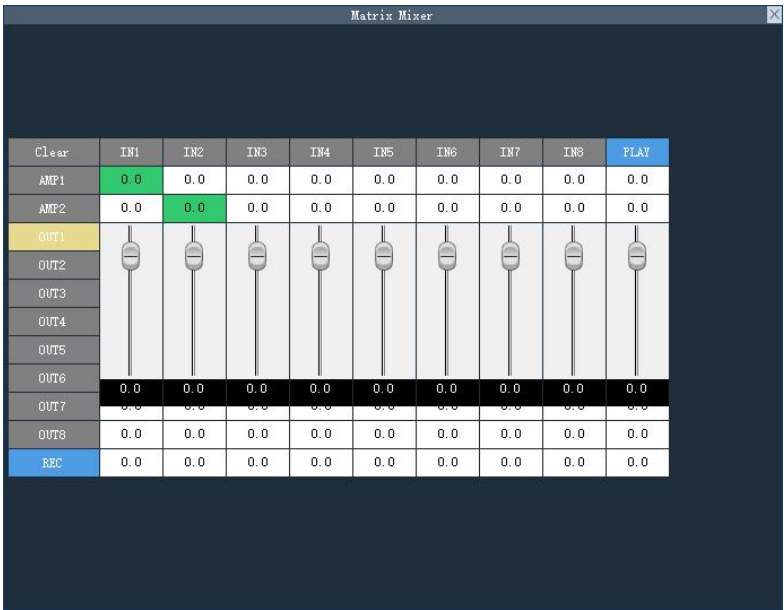 Matrix Mixer
Clear IN1 IN2 IN3 IN4 IN5 IN6 IN7 IN8 PLAY
AMP1 0.0 0.0 0.0 0.0 0.0 0.0 0.0 0.0 0.0
AMP2 0.0 0.0 0.0 0.0 0.0 0.0 0.0 0.0 0.0
OUT1
OUT2
OUT3
OUT4
OUT5
OUT6
0.0 0.0 0.0 0.0 0.0 0.0 0.0 0.0 0.0
OUT7
OUT8 0.0 0.0 0.0 0.0 0.0 0.0 0.0 0.0 0.0
REC 0.0 0.0 0.0 0.0 0.0 0.0 0.0 0.0 0.0